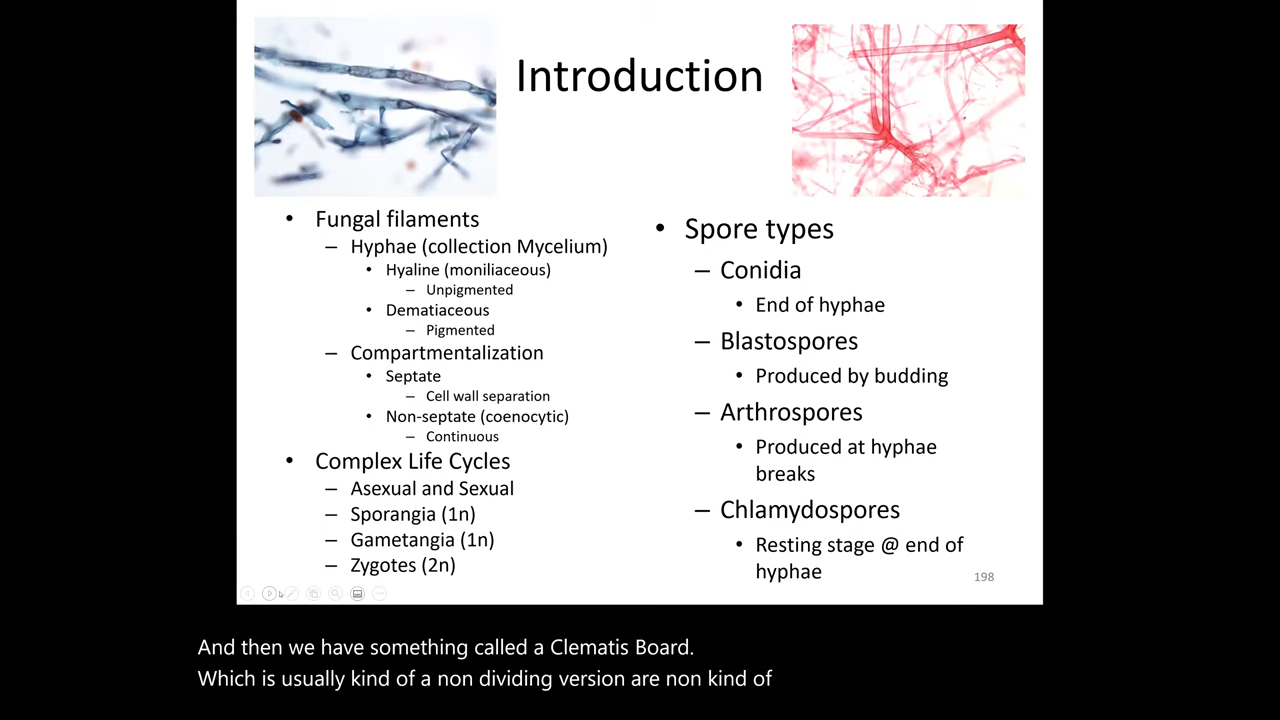 Introduction
• Fungal filaments
– Hyphae (collection Mycelium)
• Hyaline (moniliaceous)
– Unpigmented
• Dematiaceous
– Pigmented
– Compartmentalization
• Septate
– Cell wall separation
• Non-septate (coenocytic)
– Continuous
• Complex Life Cycles
– Asexual and Sexual
– Sporangia (1n)
– Gametangia (1n)
– Zygotes (2n)
• Spore types
– Conidia
• End of hyphae
– Blastospores
• Produced by budding
– Arthrospores
• Produced at hyphae
breaks
– Chlamydospores
• Resting stage @ end of
hyphae
198
And then we have something called a Clematis Board.
Which is usually kind of a non dividing version are non kind of